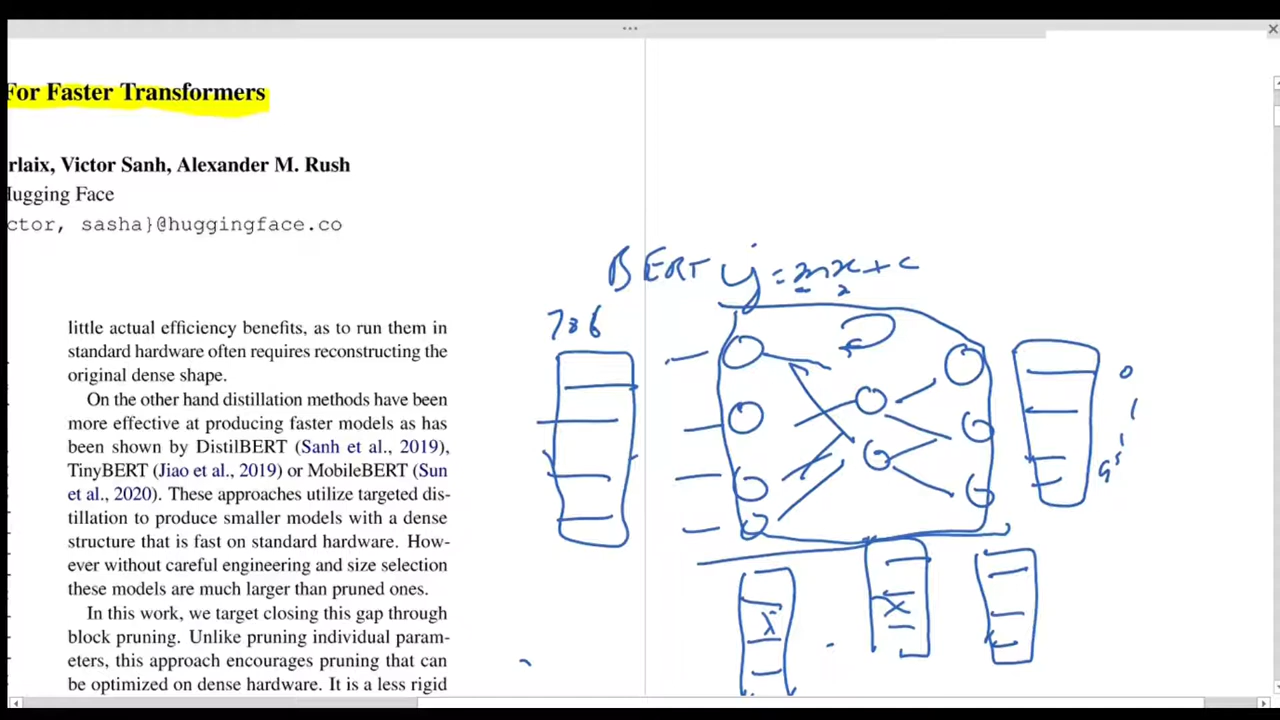 For Faster Transformers
rlaix, Victor Sanh, Alexander M. Rush
Hugging Face
ctor, sasha}@huggingface.co
little actual efficiency benefits, as to run them in
standard hardware often requires reconstructing the
original dense shape.
On the other hand distillation methods have been
more effective at producing faster models as has
been shown by DistilBERT (Sanh et al., 2019),
TinyBERT (Jiao et al., 2019) or MobileBERT (Sun
et al., 2020). These approaches utilize targeted dis-
tillation to produce smaller models with a dense
structure that is fast on standard hardware. How-
ever without careful engineering and size selection
these models are much larger than pruned ones.
In this work, we target closing this gap through
block pruning. Unlike pruning individual param-
eters, this approach encourages pruning that can
be optimized on dense hardware. It is a less rigid
BERT y=mx+c
786
0
1
9
X
X